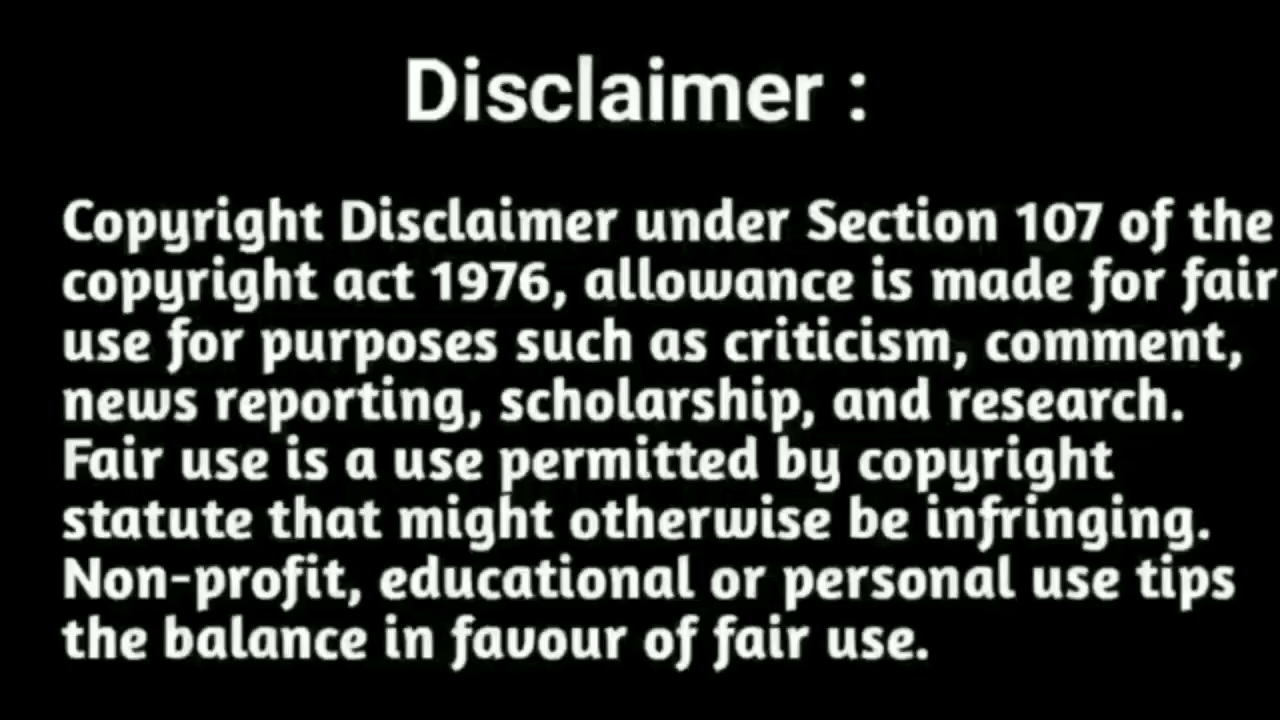 Disclaimer :
Copyright Disclaimer under Section 107 of the
copyright act 1976, allowance is made for fair
use for purposes such as criticism, comment,
news reporting, scholarship, and research.
Fair use is a use permitted by copyright
statute that might otherwise be infringing.
Non-profit, educational or personal use tips
the balance in favour of fair use.